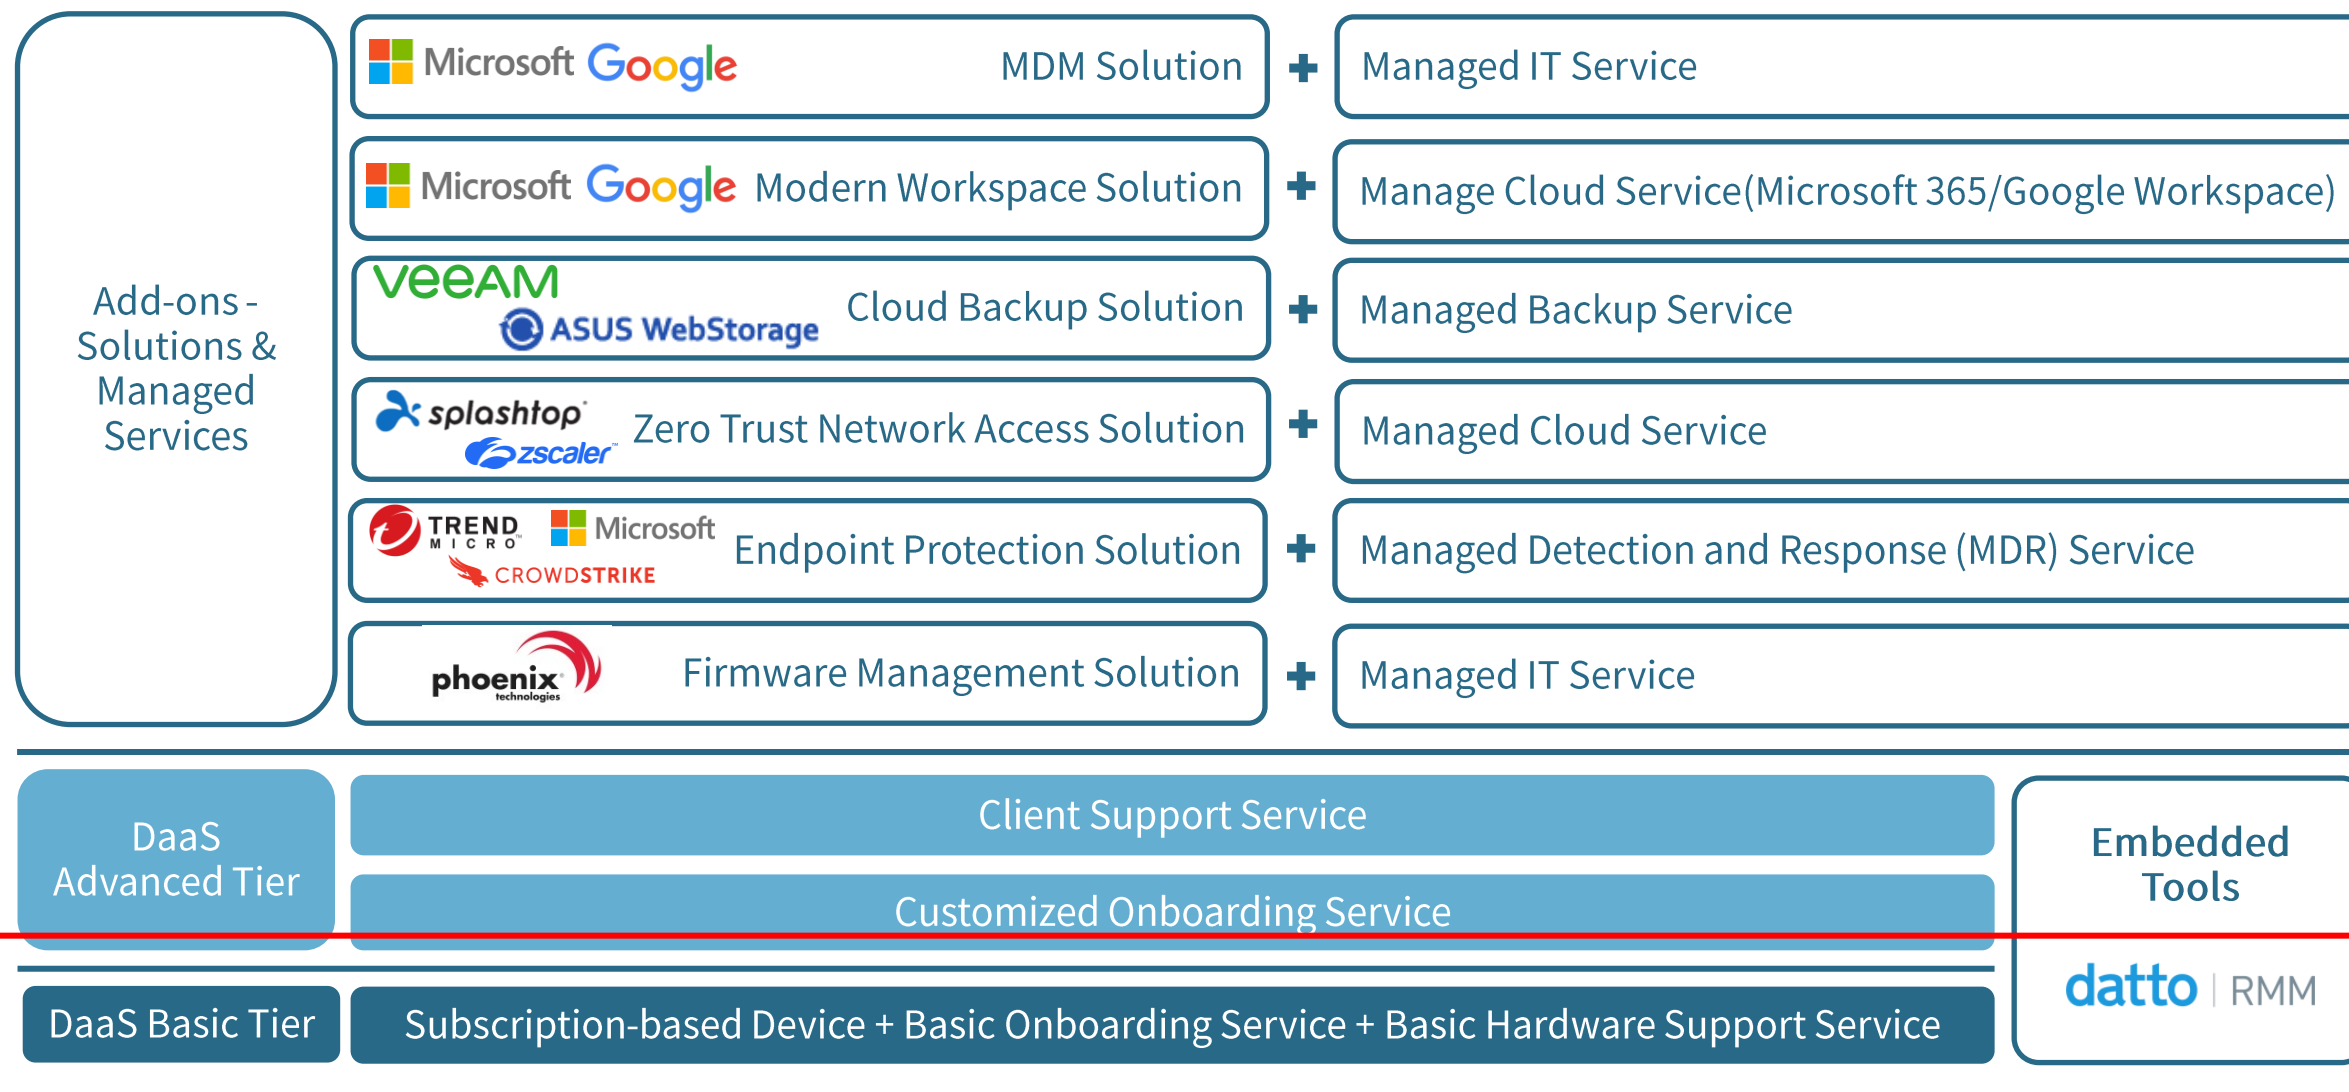 Microsoft Google MDM Solution + Managed IT Service
Microsoft Google Modern Workspace Solution + Manage Cloud Service(Microsoft 365/Google Workspace)
Add-ons -
Solutions &
Managed
Services
veeAM
ASUS WebStorage
Cloud Backup Solution + Managed Backup Service
splashtop
zscaler™
Zero Trust Network Access Solution + Managed Cloud Service
TREND
MICRO™
Microsoft
CROWDSTRIKE
Endpoint Protection Solution + Managed Detection and Response (MDR) Service
phoenix
technologies
Firmware Management Solution + Managed IT Service
DaaS
Advanced Tier
Client Support Service
Customized Onboarding Service
Embedded
Tools
datto | RMM
DaaS Basic Tier
Subscription-based Device + Basic Onboarding Service + Basic Hardware Support Service